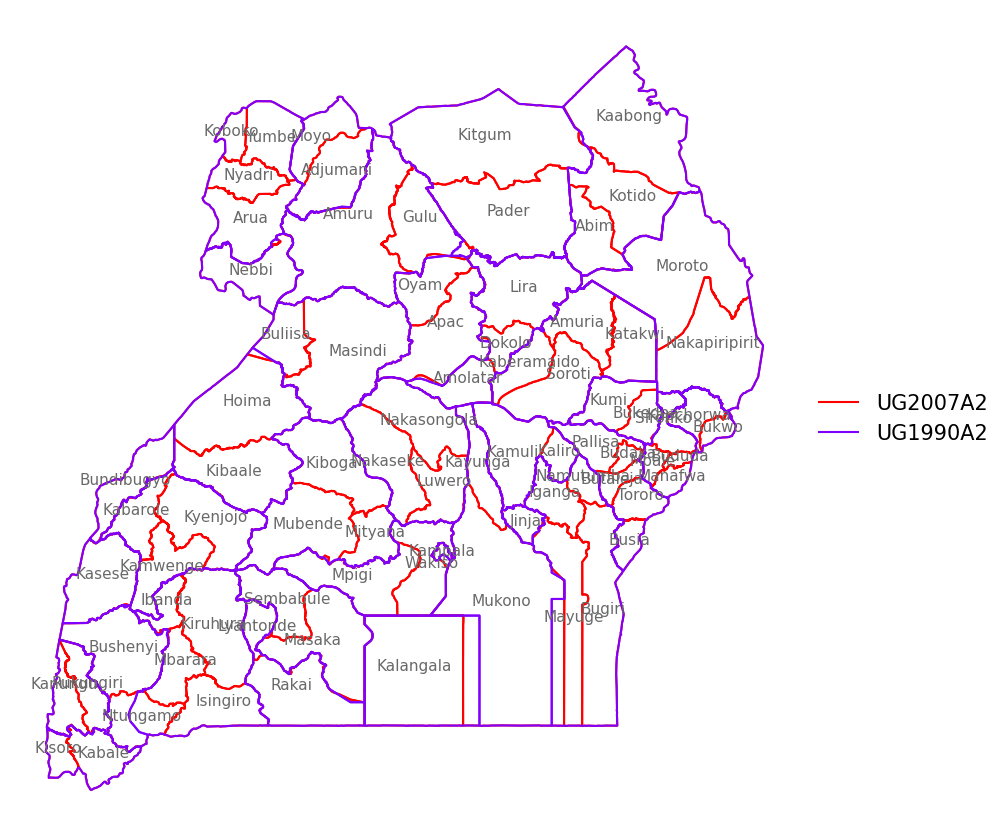 Kaabong
Koboko
Yumbe
Moyo
Kitgum
Adjumani
Nyadri
Kotido
Arua
Amuru
Gulu
Pader
Abim
Nebbi
Moroto
Oyam
Lira
Buliisa
Masindi
Apac
Amuria
Katakwi
Dokolo
Nakapiripirit
Kaberamaido
Soroti
Amolatar
Hoima
Kumi
UG2007A2
Bukedea
Kapchorwa
Sironko
Nakasongola
Bukwo
UG1990A2
Pallisa
Kamuli
Kaliro
Budaka
Mbale
Bududa
Kiboga
Nakaseke
Kayunga
Kibaale
Bundibugyo
Luwero
Namutumba
Butaleja
Manafwa
Iganga
Tororo
Kabarole
Kyenjojo
Mubende
Mityana
Jinja
Busia
Kampala
Wakiso
Kamwenge
Kasese
Mpigi
Ibanda
Sembabule
Mukono
Bugiri
Mayuge
Kiruhura
Lyantonde
Masaka
Bushenyi
Mbarara
Kalangala
Kanungu
Rukungiri
Rakai
Isingiro
Ntungamo
Kisoro
Kabale